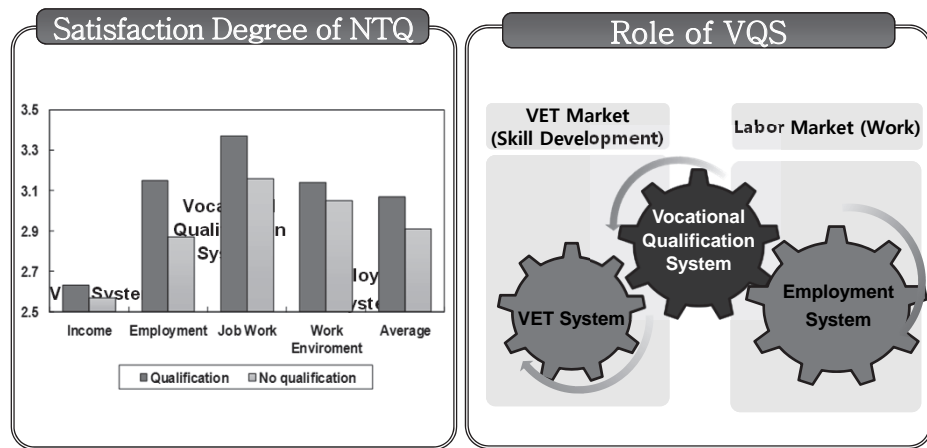 Satisfaction Degree of NTQ
3.5
3.3
3.1
2.9
2.7
2.5
Income
Employment
Job Work
Work
Enviroment
Average
Qualification
No qualification
Role of VQS
VET Market
(Skill Development)
Labor Market (Work)
Vocational
Qualification
System
VET System
Employment
System